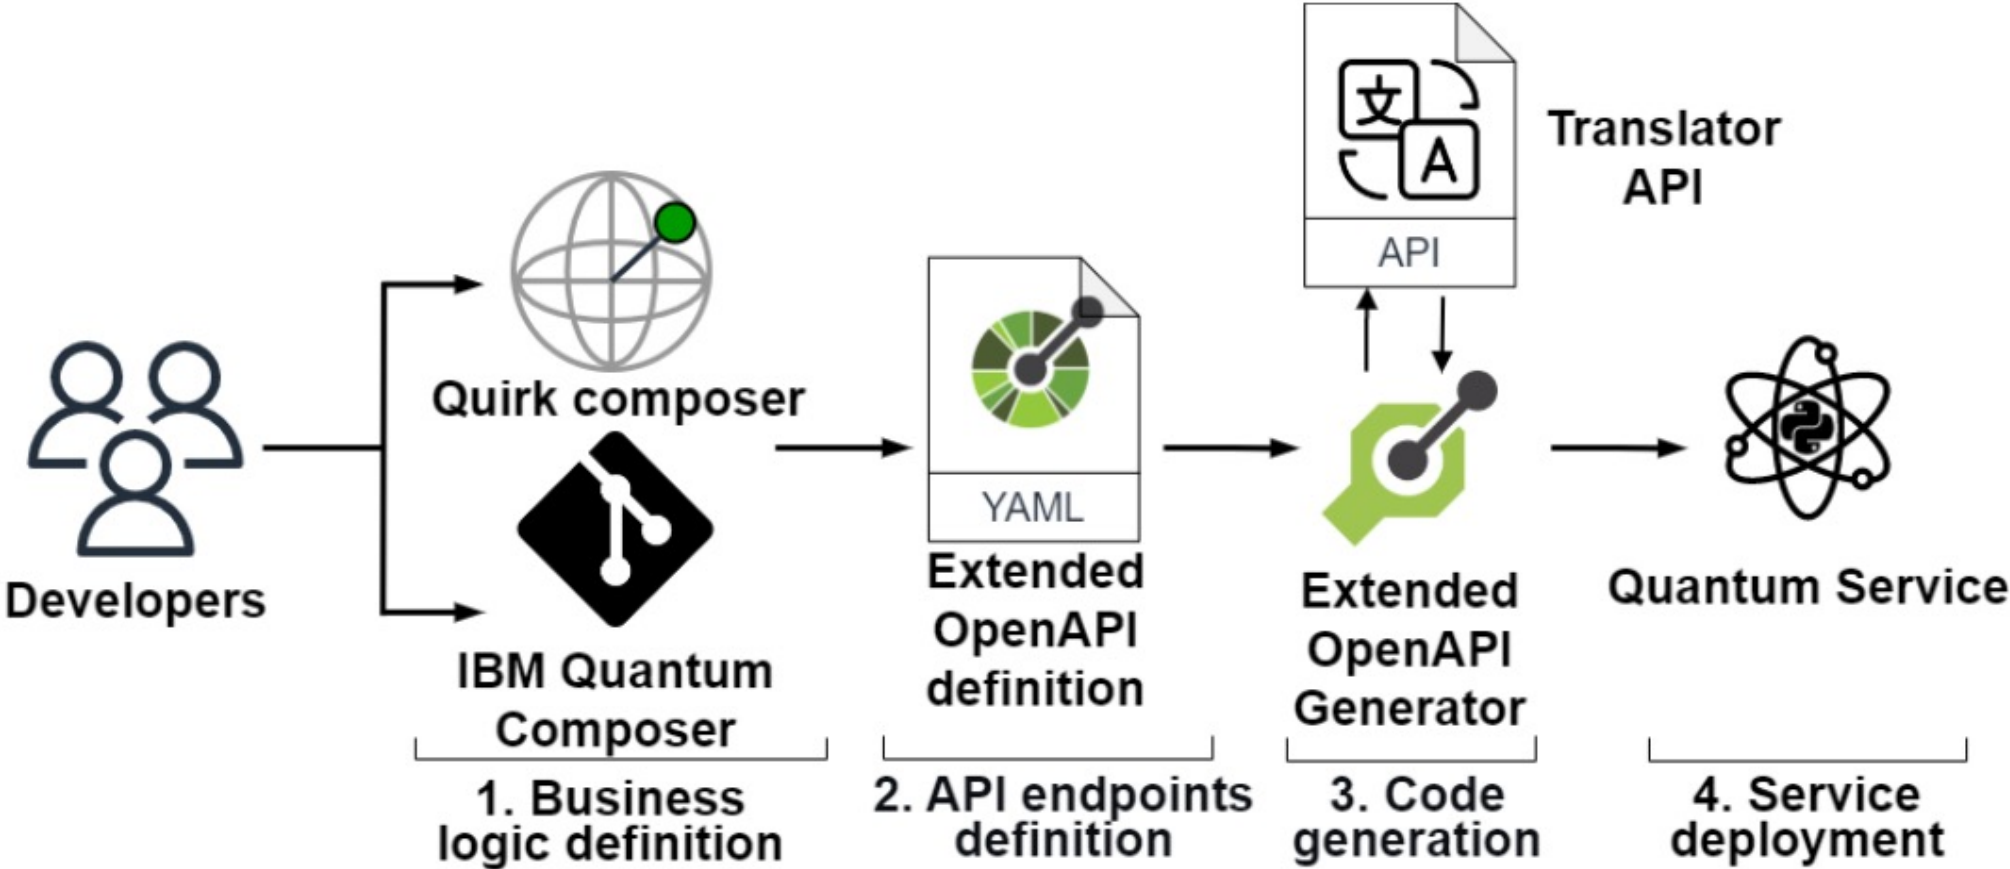 Developers
Quirk composer
IBM Quantum
Composer
1. Business
logic definition
YAML
Extended
OpenAPI
definition
2. API endpoints
definition
文
A
API
Translator
API
Extended
OpenAPI
Generator
3. Code
generation
Quantum Service
4. Service
deployment